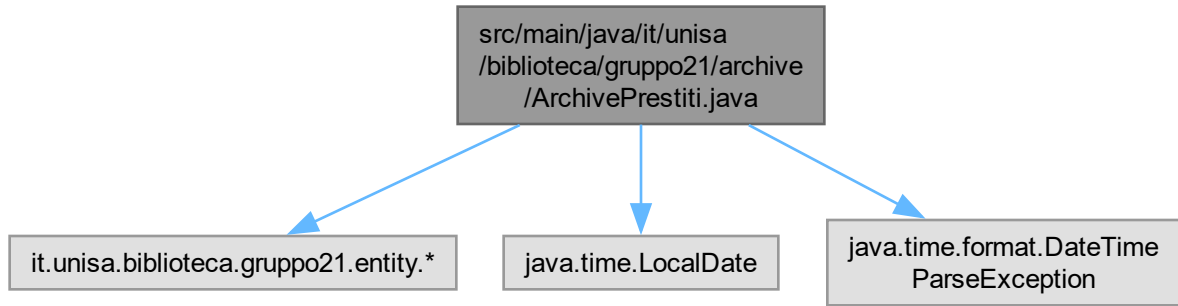 src/main/java/it/unisa
/biblioteca/gruppo21/archive
/ArchivePrestiti.java
it.unisa.biblioteca.gruppo21.entity.*
java.time.LocalDate
java.time.format.DateTime
ParseException